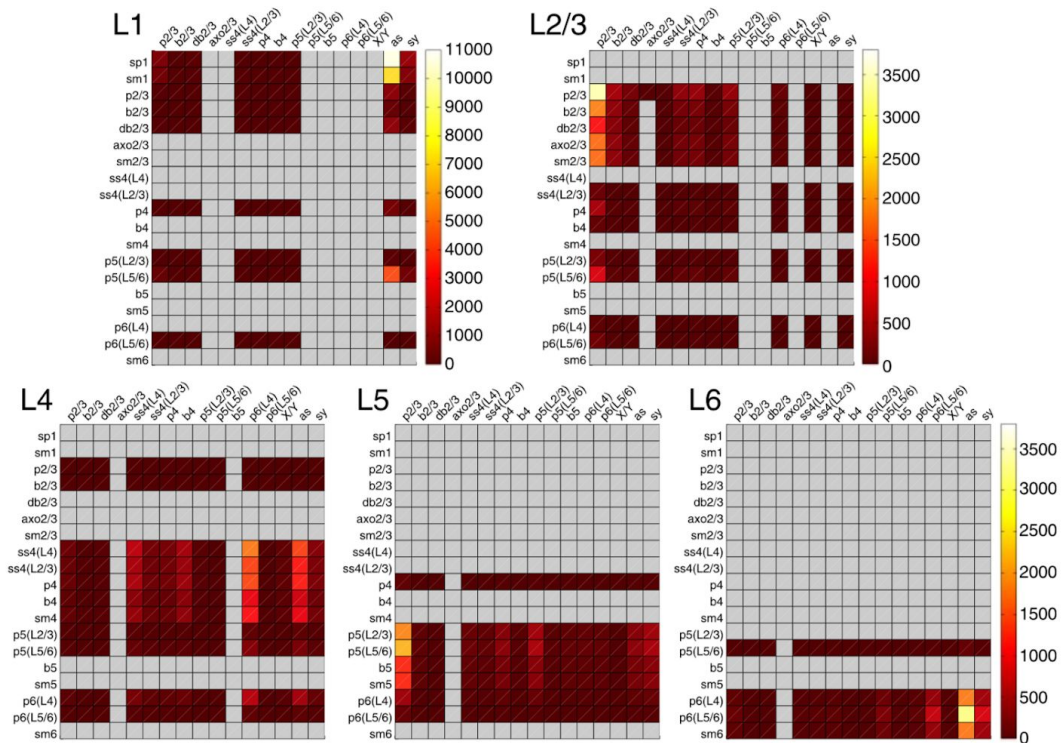 L1
p2/3 b2/3 db2/3 axo2/3 ss4(L4) ss4(L2/3) p4 b4 p5(L2/3) p5(L5/6) b5 p6(L4) p6(L5/6) X/Y as sy
sp1
sm1
p2/3
b2/3
db2/3
axo2/3
sm2/3
ss4(L4)
ss4(L2/3)
p4
b4
sm4
p5(L2/3)
p5(L5/6)
b5
sm5
p6(L4)
p6(L5/6)
sm6
11000
10000
9000
8000
7000
6000
5000
4000
3000
2000
1000
0
L2/3
p2/3 b2/3 db2/3 axo2/3 ss4(L4) ss4(L2/3) p4 b4 p5(L2/3) p5(L5/6) b5 p6(L4) p6(L5/6) X/Y as sy
sp1
sm1
p2/3
b2/3
db2/3
axo2/3
sm2/3
ss4(L4)
ss4(L2/3)
p4
b4
sm4
p5(L2/3)
p5(L5/6)
b5
sm5
p6(L4)
p6(L5/6)
sm6
3500
3000
2500
2000
1500
1000
500
0
L4
p2/3 b2/3 db2/3 axo2/3 ss4(L4) ss4(L2/3) p4 b4 p5(L2/3) p5(L5/6) b5 p6(L4) p6(L5/6) X/Y as sy
sp1
sm1
p2/3
b2/3
db2/3
axo2/3
sm2/3
ss4(L4)
ss4(L2/3)
p4
b4
sm4
p5(L2/3)
p5(L5/6)
b5
sm5
p6(L4)
p6(L5/6)
sm6
L5
p2/3 b2/3 db2/3 axo2/3 ss4(L4) ss4(L2/3) p4 b4 p5(L2/3) p5(L5/6) b5 p6(L4) p6(L5/6) X/Y as sy
sp1
sm1
p2/3
b2/3
db2/3
axo2/3
sm2/3
ss4(L4)
ss4(L2/3)
p4
b4
sm4
p5(L2/3)
p5(L5/6)
b5
sm5
p6(L4)
p6(L5/6)
sm6
L6
p2/3 b2/3 db2/3 axo2/3 ss4(L4) ss4(L2/3) p4 b4 p5(L2/3) p5(L5/6) b5 p6(L4) p6(L5/6) X/Y as sy
sp1
sm1
p2/3
b2/3
db2/3
axo2/3
sm2/3
ss4(L4)
ss4(L2/3)
p4
b4
sm4
p5(L2/3)
p5(L5/6)
b5
sm5
p6(L4)
p6(L5/6)
sm6
3500
3000
2500
2000
1500
1000
500
0